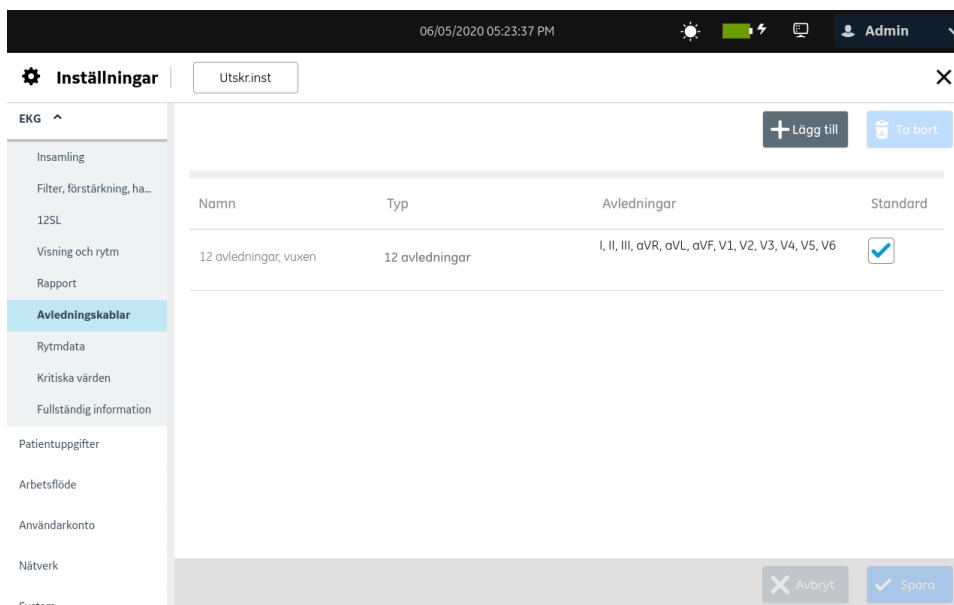 06/05/2020 05:23:37 PM
Admin
Inställningar
Utskr.inst
EKG
Lägg till
Ta bort
Insamling
Filter, förstärkning, ha...
12SL
Visning och rytm
Rapport
Avledningskablar
Rytmdata
Kritiska värden
Fullständig information
Patientuppgifter
Arbetsflöde
Användarkonto
Nätverk
System
Namn Typ Avledningar Standard
12 avledningar, vuxen 12 avledningar I, II, III, aVR, aVL, aVF, V1, V2, V3, V4, V5, V6
Avbryt
Spara